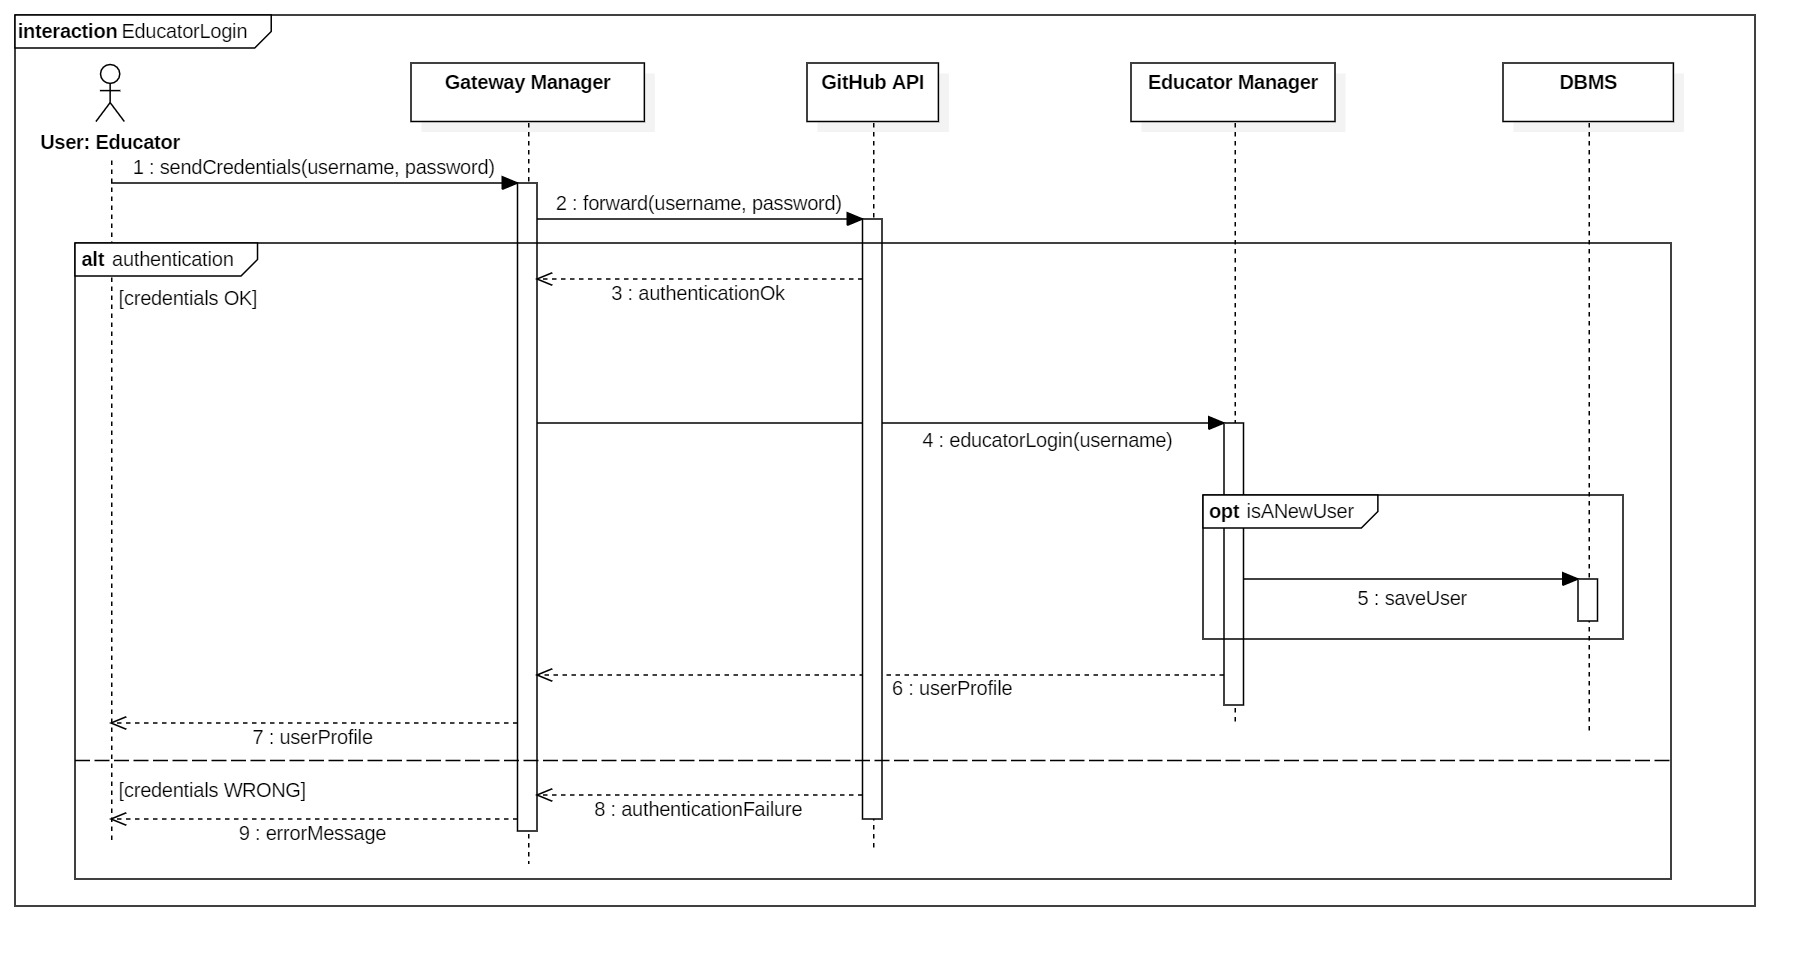 interaction EducatorLogin
Gateway Manager
GitHub API
Educator Manager
DBMS
User: Educator
1 : sendCredentials(username, password)
2 : forward(username, password)
alt authentication
[credentials OK]
3 : authenticationOk
4 : educatorLogin(username)
opt isANewUser
5 : saveUser
6 : userProfile
7 : userProfile
[credentials WRONG]
8 : authenticationFailure
9 : errorMessage